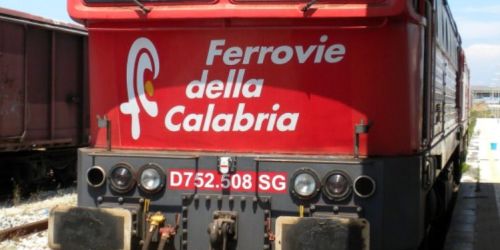 Ferrovie
della
Calabria
D752.508 SG